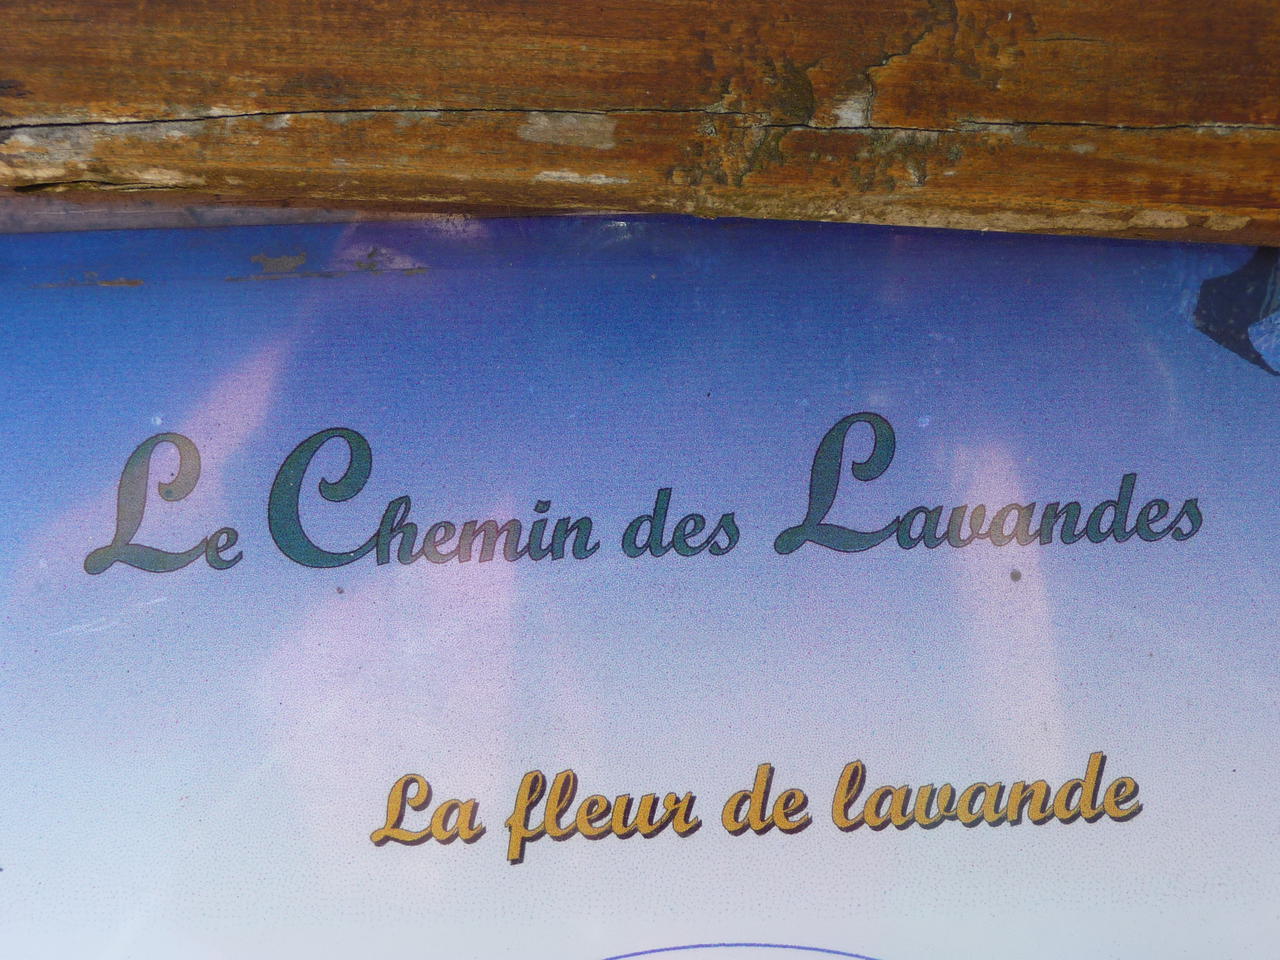 Le Chemin des Lavandes
La fleur de lavande